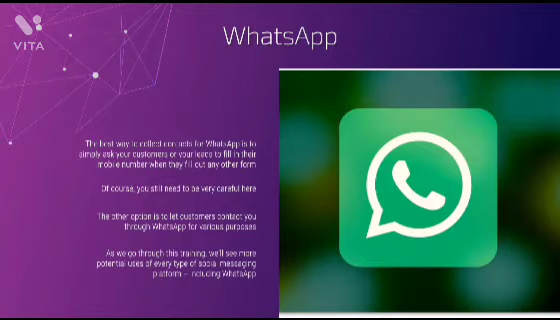 VITA
WhatsApp
The best way to collect contacts for WhatsApp is to
simply ask your customers or your leads to fill in their
mobile number when they fill out any other form
Of course, you still need to be very careful here
The other option is to let customers contact you
through WhatsApp for various purposes
As we go through this training, we'll see more
potential uses of every type of social messaging
platform – including WhatsApp